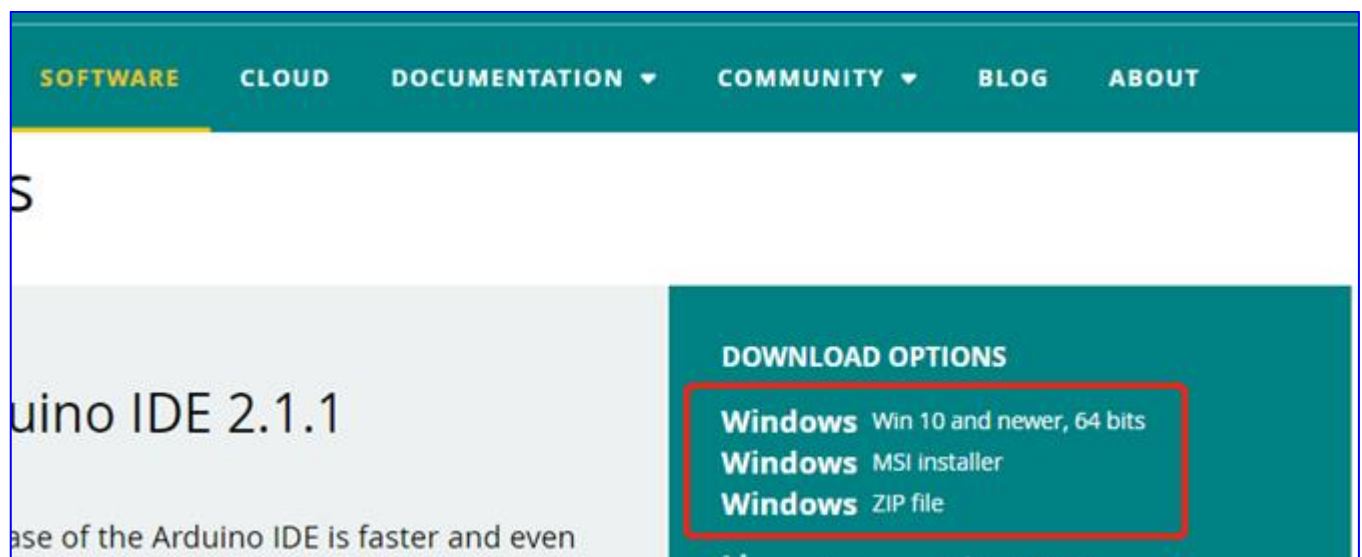 SOFTWARE CLOUD DOCUMENTATION COMMUNITY BLOG ABOUT
s
uino IDE 2.1.1
ase of the Arduino IDE is faster and even
DOWNLOAD OPTIONS
Windows Win 10 and newer, 64 bits
Windows MSI installer
Windows ZIP file